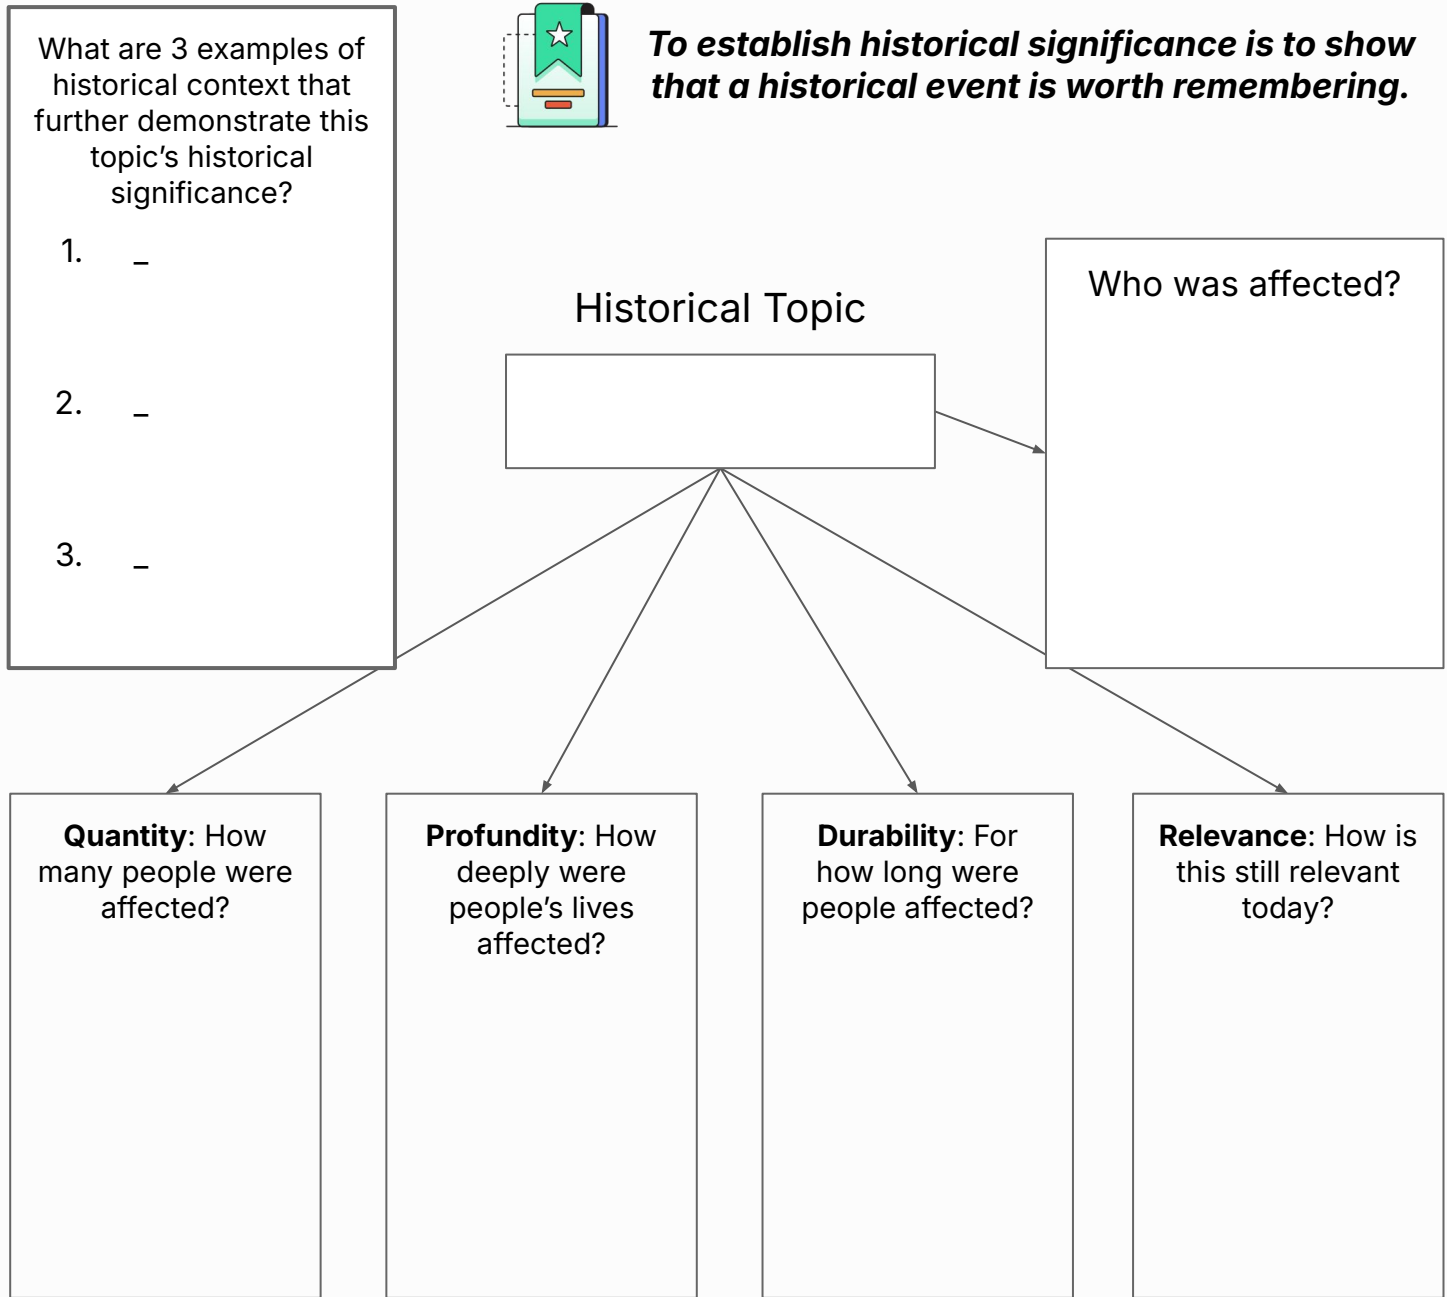 What are 3 examples of
historical context that
further demonstrate this
topic’s historical
significance?
1. _
2. _
3. _
To establish historical significance is to show
that a historical event is worth remembering.
Historical Topic
Who was affected?
Quantity: How
many people were
affected?
Profundity: How
deeply were
people’s lives
affected?
Durability: For
how long were
people affected?
Relevance: How is
this still relevant
today?